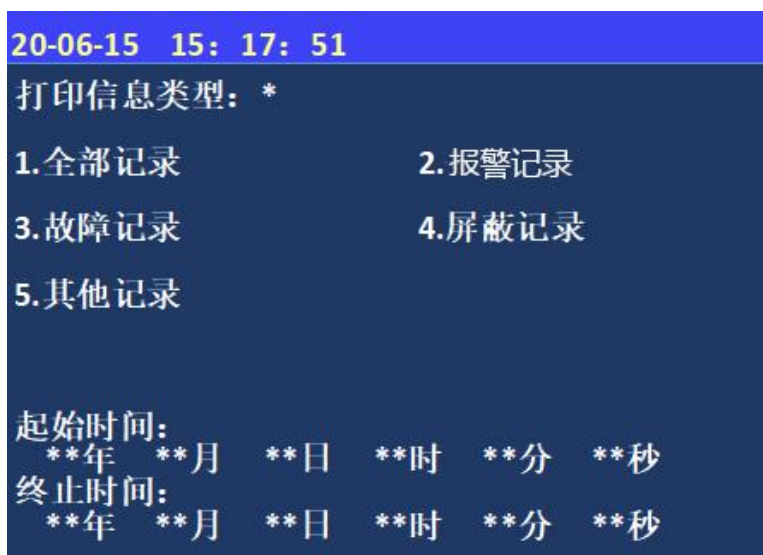 20-06-15 15：17：51
打印信息类型：*
1.全部记录 2.报警记录
3.故障记录 4.屏蔽记录
5.其他记录
起始时间：
**年 **月 **日 **时 **分 **秒
终止时间：
**年 **月 **日 **时 **分 **秒